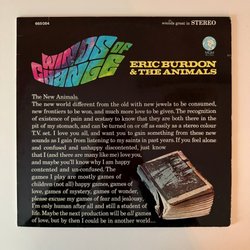 665 084
sounds great in STEREO
WINDS OF
CHANGE
ERIC BURDON
& THE ANIMALS
The New Animals.
The new world different from the old with new jewels to be consumed,
new frontiers to be won, and much more love to be given. The recognition
of existence of pain and ecstasy to know that they are both there in the
pit of my stomach, and can be turned on or off as easily as a stereo colour
T.V. set. I love you all, and want you to gain something from these new
sounds as I gain from listening to my saints in past years. If you feel alone
and confused and unhappy discontented, just know
that I (and there are many like me) love you,
and maybe you'll know why I am happy
contented and un-confused. The
games I play are mostly games of
children (not all) happy games, games of
love, games of mystery, games of wonder,
please excuse my games of fear and jealousy.
I'm only human after all and still a student of
life. Maybe the next production will be all games
of love, but by then I could be in another world...